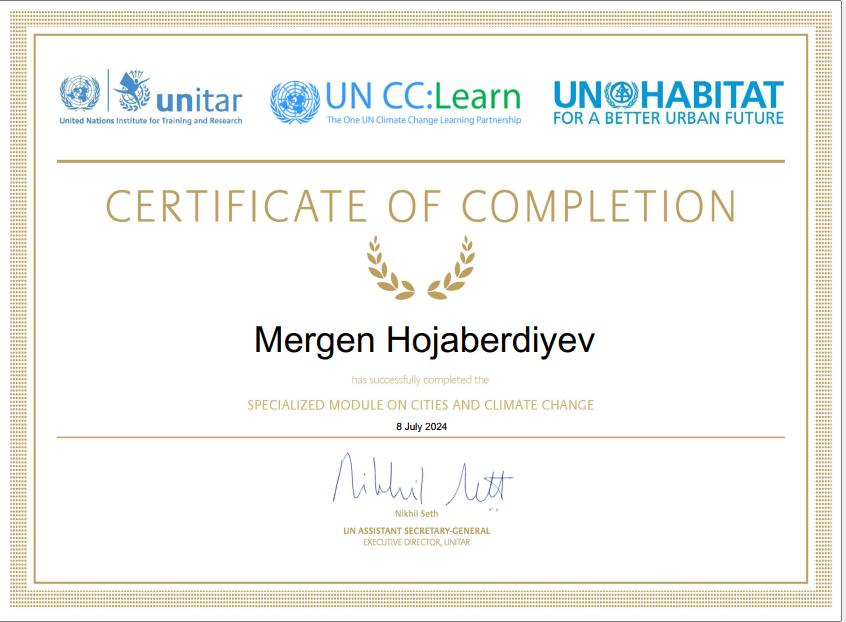 unitar
United Nations Institute for Training and Research
UN CC:Learn
The One UN Climate Change Learning Partnership
UN HABITAT
FOR A BETTER URBAN FUTURE
CERTIFICATE OF COMPLETION
Mergen Hojaberdiyev
has successfully completed the
SPECIALIZED MODULE ON CITIES AND CLIMATE CHANGE
8 July 2024
Nikhil Seth
Nikhil Seth
UN ASSISTANT SECRETARY-GENERAL
EXECUTIVE DIRECTOR, UNITAR